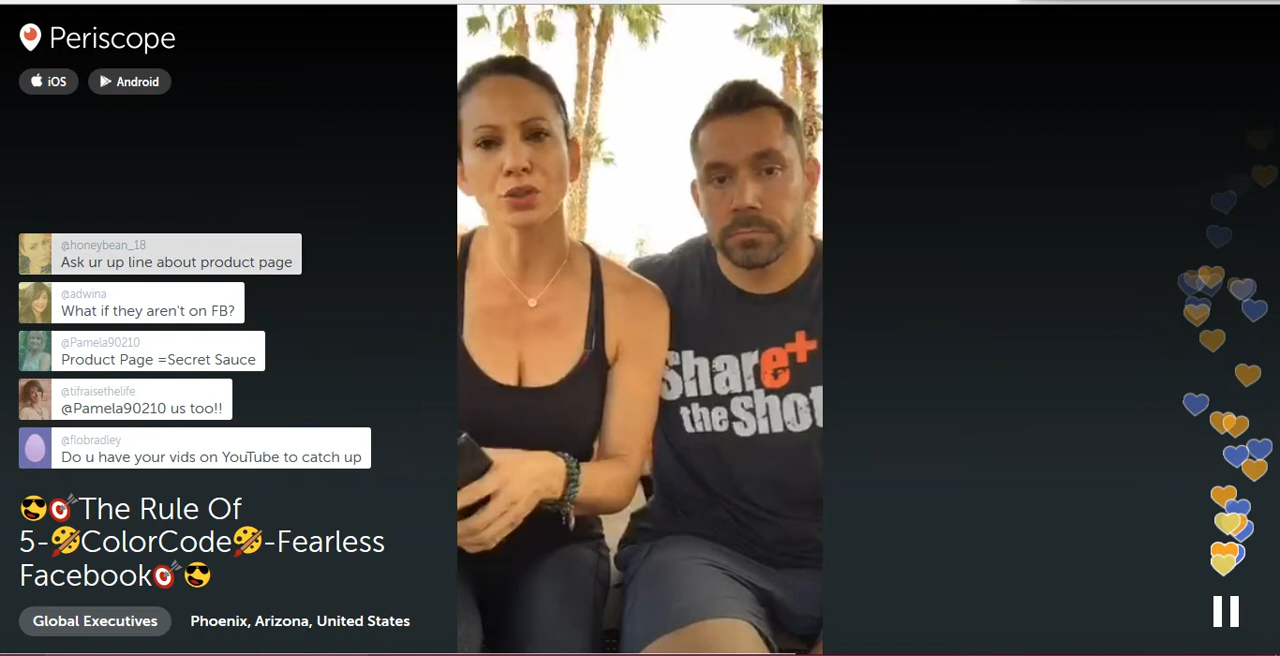 Periscope
iOS Android
@honeybean_18
Ask ur up line about product page
@adwina
What if they aren't on FB?
@Pamela90210
Product Page =Secret Sauce
@tifraisethelife
@Pamela90210 us too!!
@flobradley
Do u have your vids on YouTube to catch up
😎🎯The Rule Of
5-🎨ColorCode🎨-Fearless
Facebook🎯😎
Global Executives Phoenix, Arizona, United States
Share+
the Shot